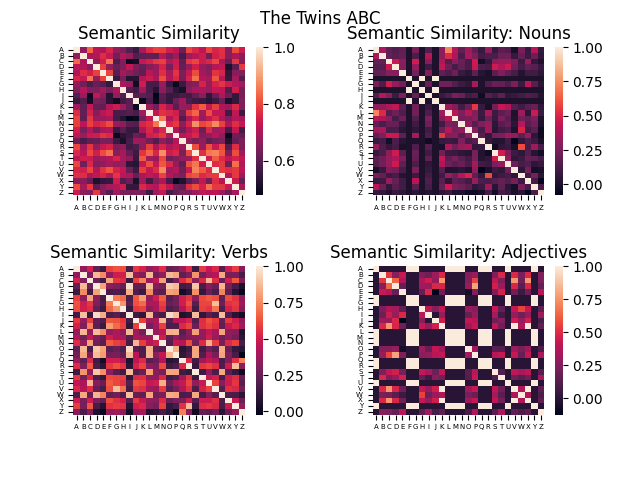 The Twins ABC
Semantic Similarity
Semantic Similarity: Nouns
1.0
0.8
0.6
1.00
0.75
0.50
0.25
0.00
A
B
C
D
E
F
G
H
I
J
K
L
M
N
O
P
Q
R
S
T
U
V
W
X
Y
Z
A B C D E F G H I J K L M N O P Q R S T U V W X Y Z
A
B
C
D
E
F
G
H
I
J
K
L
M
N
O
P
Q
R
S
T
U
V
W
X
Y
Z
A B C D E F G H I J K L M N O P Q R S T U V W X Y Z
Semantic Similarity: Verbs
Semantic Similarity: Adjectives
1.00
0.75
0.50
0.25
0.00
1.00
0.75
0.50
0.25
0.00
A
B
C
D
E
F
G
H
I
J
K
L
M
N
O
P
Q
R
S
T
U
V
W
X
Y
Z
A B C D E F G H I J K L M N O P Q R S T U V W X Y Z
A
B
C
D
E
F
G
H
I
J
K
L
M
N
O
P
Q
R
S
T
U
V
W
X
Y
Z
A B C D E F G H I J K L M N O P Q R S T U V W X Y Z